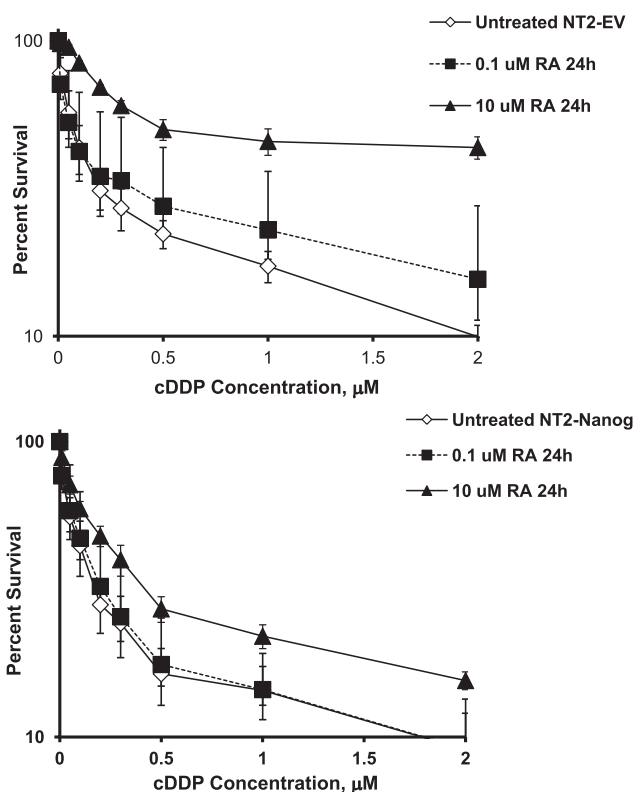 Untreated NT2-EV
0.1 uM RA 24h
10 uM RA 24h
100
10
Percent Survival
0 0.5 1 1.5 2
cDDP Concentration, μM
Untreated NT2-Nanog
0.1 uM RA 24h
10 uM RA 24h
100
10
Percent Survival
0 0.5 1 1.5 2
cDDP Concentration, μM